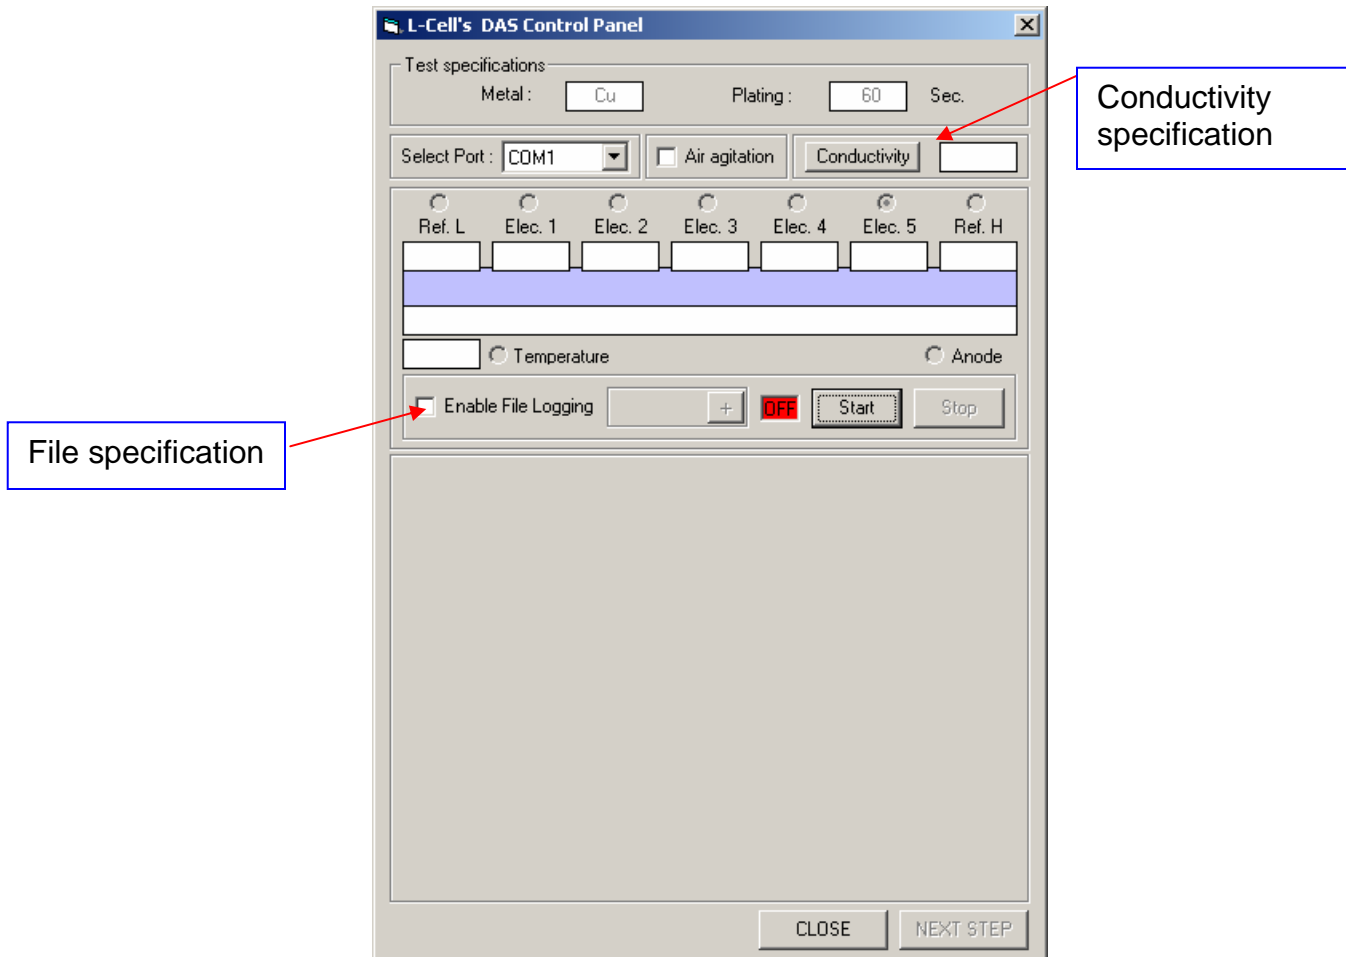 L-Cell's DAS Control Panel
Test specifications
Metal : Cu Plating : 60 Sec.
Conductivity
specification
Select Port : COM1 Air agitation Conductivity
Ref. L Elec. 1 Elec. 2 Elec. 3 Elec. 4 Elec. 5 Ref. H
Temperature Anode
Enable File Logging + OFF Start Stop
File specification
CLOSE NEXT STEP